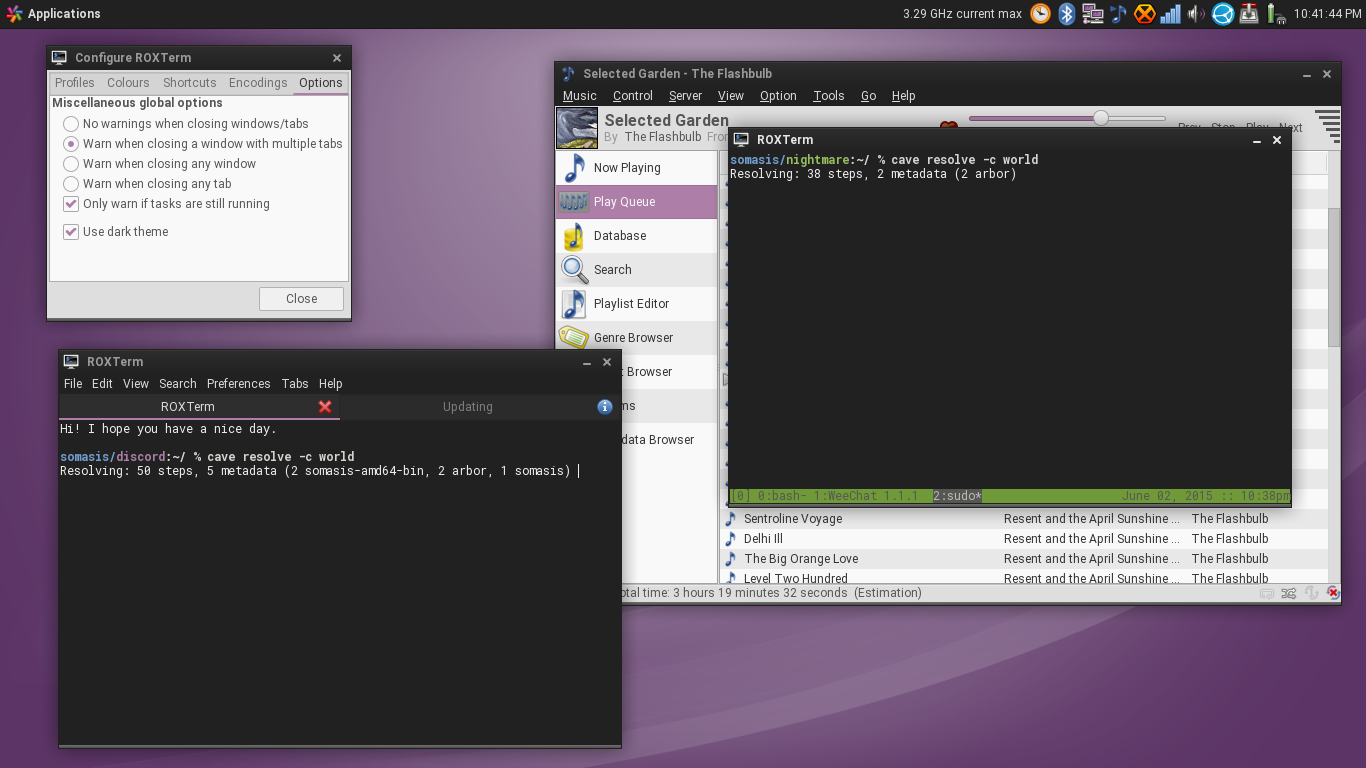 Applications
3.29 GHz current max
10:41:44 PM
Configure ROXTerm
Profiles Colours Shortcuts Encodings Options
Miscellaneous global options
No warnings when closing windows/tabs
Warn when closing a window with multiple tabs
Warn when closing any window
Warn when closing any tab
Only warn if tasks are still running
Use dark theme
Close
Selected Garden - The Flashbulb
Music Control Server View Option Tools Go Help
Selected Garden
By The Flashbulb From
Prev Stop Play Next
Now Playing
Play Queue
Database
Search
Playlist Editor
Genre Browser
t Browser
ms
data Browser
Sentroline Voyage Resent and the April Sunshine ... The Flashbulb
Delhi Ill Resent and the April Sunshine ... The Flashbulb
The Big Orange Love Resent and the April Sunshine ... The Flashbulb
Level Two Hundred Resent and the April Sunshine ... The Flashbulb
otal time: 3 hours 19 minutes 32 seconds (Estimation)
ROXTerm
somasis/nightmare:~/ % cave resolve -c world
Resolving: 38 steps, 2 metadata (2 arbor)
[0] 0:bash- 1:WeeChat 1.1.1 2:sudo* June 02, 2015 :: 10:38pm
ROXTerm
File Edit View Search Preferences Tabs Help
ROXTerm Updating
Hi! I hope you have a nice day.
somasis/discord:~/ % cave resolve -c world
Resolving: 50 steps, 5 metadata (2 somasis-amd64-bin, 2 arbor, 1 somasis)